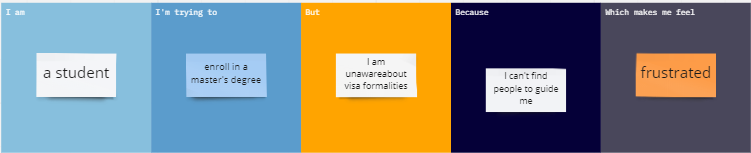 I am
a student
I'm trying to
enroll in a
master's degree
But
I am
unawareabout
visa formalities
Because
I can't find
people to guide
me
Which makes me feel
frustrated